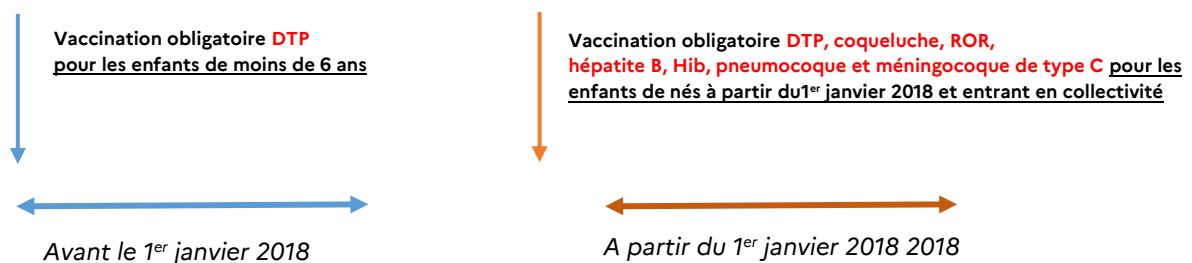 Vaccination obligatoire DTP
pour les enfants de moins de 6 ans
Vaccination obligatoire DTP, coqueluche, ROR,
hépatite B, Hib, pneumocoque et méningocoque de type C pour les
enfants de nés à partir du1er janvier 2018 et entrant en collectivité
Avant le 1er janvier 2018
A partir du 1er janvier 2018 2018